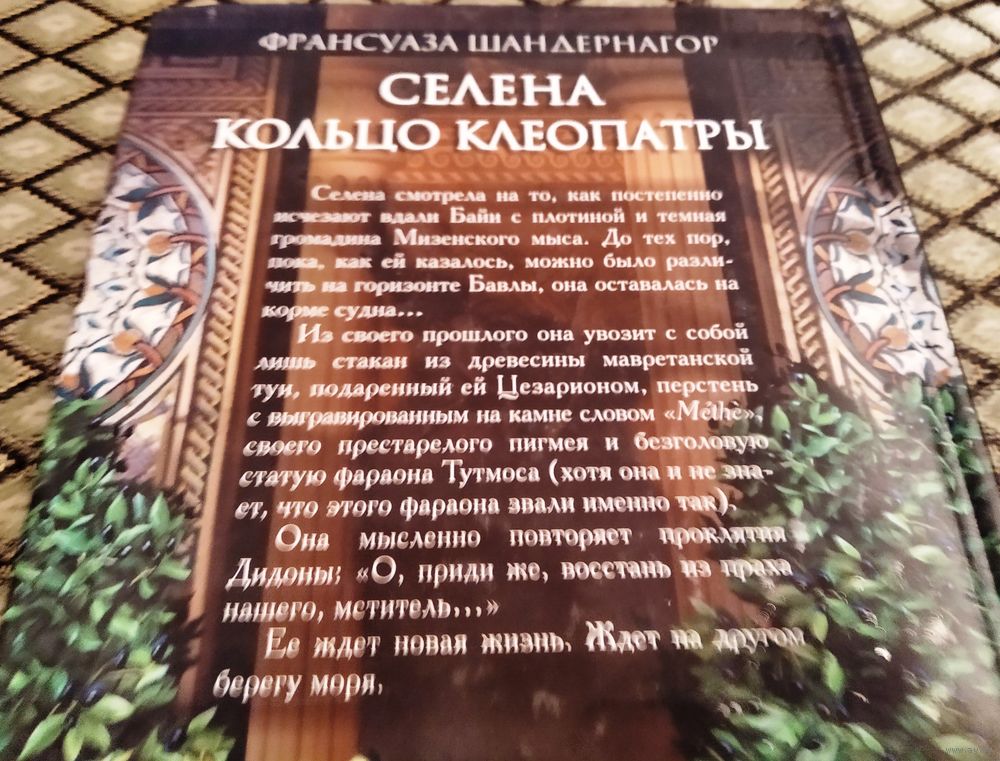 ФРАНСУАЗА ШАНДЕРНАГОР
СЕЛЕНА
КОЛЬЦО КЛЕОПАТРЫ
Селена смотрела на то, как постепенно
исчезают вдали Байи с плотиной и темная
громадина Мизенского мыса. До тех пор,
пока, как ей казалось, можно было разли-
чить на горизонте Бавлы, она оставалась на
корме судна...
Из своего прошлого она увозит с собой
лишь стакан из древесины мавретанской
туи, подаренный ей Цезарионом, перстень
с выгравированным на камне словом «Méthè»,
своего престарелого пигмея и безголовую
статую фараона Тутмоса (хотя она и не зна-
ет, что этого фараона звали именно так).
Она мысленно повторяет проклятия
Дидоны: «О, приди же, восстань из праха
нашего, мститель...»
Ее ждет новая жизнь. Ждет на другом
берегу моря.